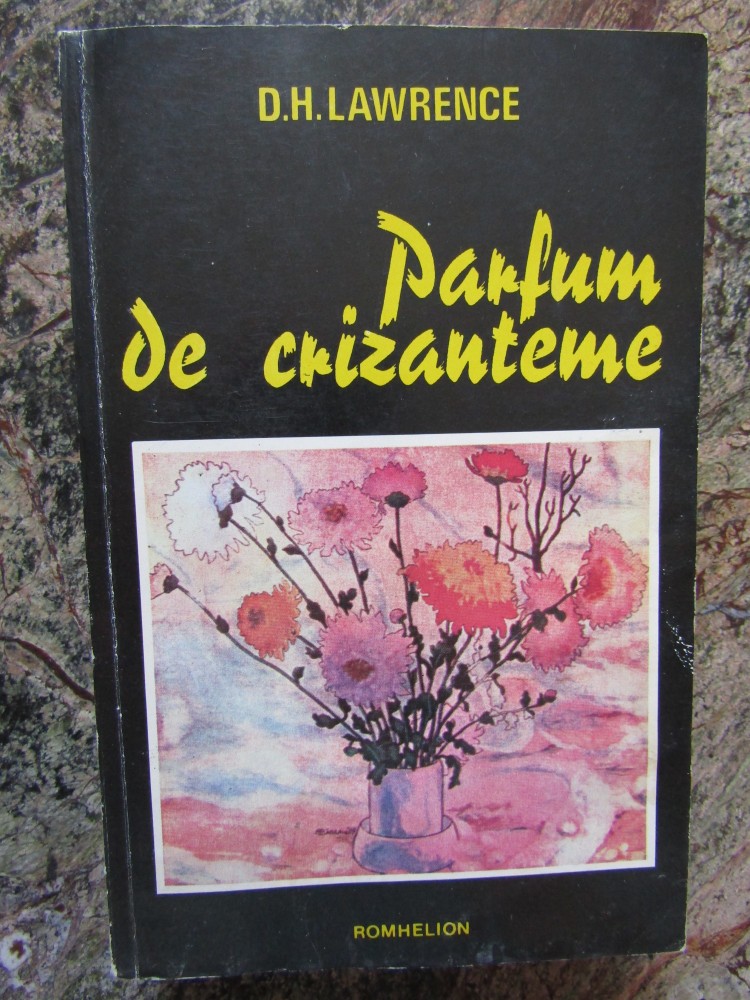 D.H.LAWRENCE
Parfum
de crizanteme
ROMHELION